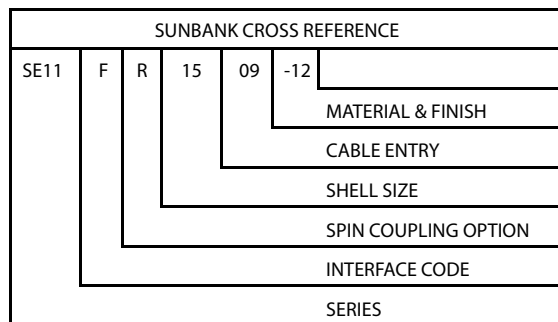 SUNBANK CROSS REFERENCE
SE11 F R 15 09 -12
MATERIAL & FINISH
CABLE ENTRY
SHELL SIZE
SPIN COUPLING OPTION
INTERFACE CODE
SERIES